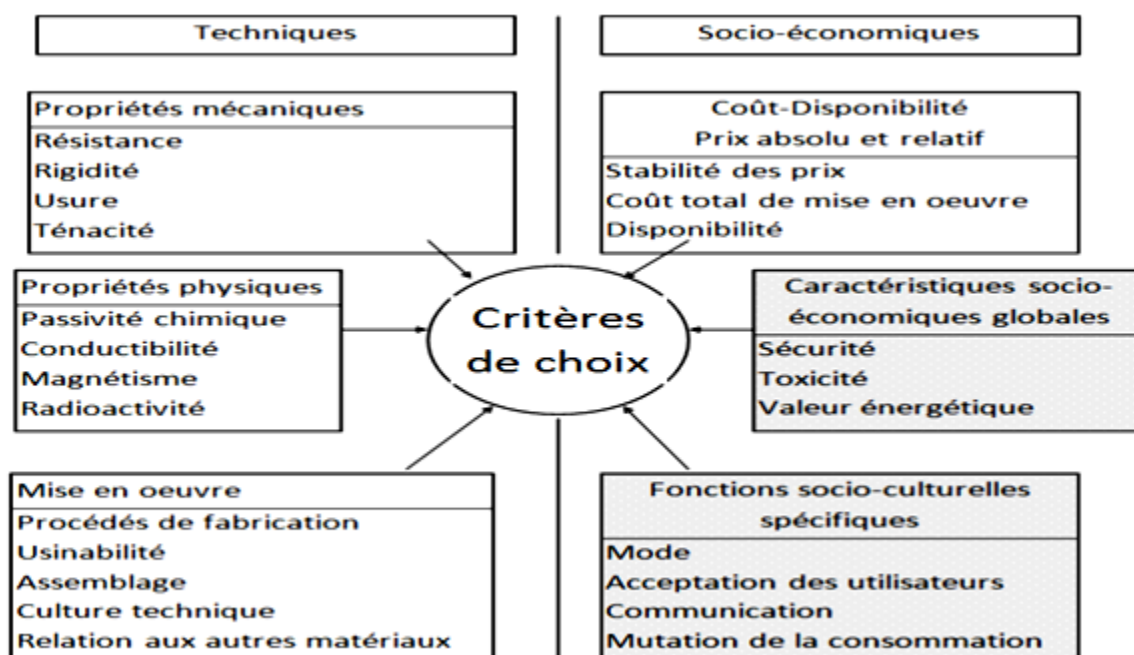 Techniques
Socio-économiques
Propriétés mécaniques
Résistance
Rigidité
Usure
Ténacité
Coût-Disponibilité
Prix absolu et relatif
Stabilité des prix
Coût total de mise en oeuvre
Disponibilité
Propriétés physiques
Passivité chimique
Conductibilité
Magnétisme
Radioactivité
Critères
de choix
Caractéristiques socio-
économiques globales
Sécurité
Toxicité
Valeur énergétique
Mise en oeuvre
Procédés de fabrication
Usinabilité
Assemblage
Culture technique
Relation aux autres matériaux
Fonctions socio-culturelles
spécifiques
Mode
Acceptation des utilisateurs
Communication
Mutation de la consommation